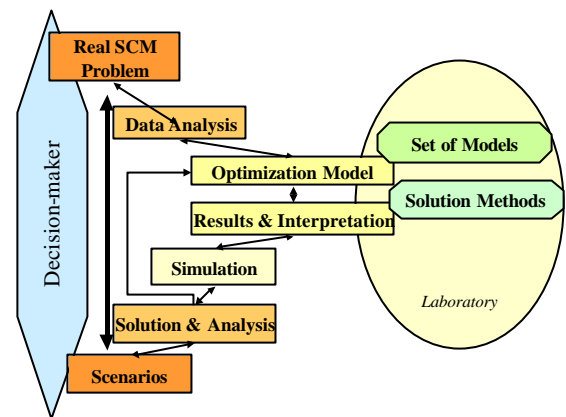 Real SCM
Problem
Data Analysis
Set of Models
Optimization Model
Solution Methods
Results & Interpretation
Decision-maker
Simulation
Laboratory
Solution & Analysis
Scenarios